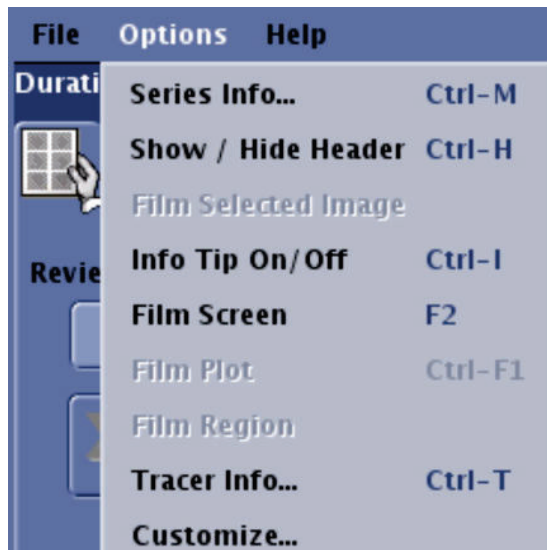 File Options Help
Durati
Series Info... Ctrl-M
Show / Hide Header Ctrl-H
Film Selected Image
Revie
Info Tip On/Off Ctrl-I
Film Screen F2
Film Plot Ctrl-F1
Film Region
Tracer Info... Ctrl-T
Customize...